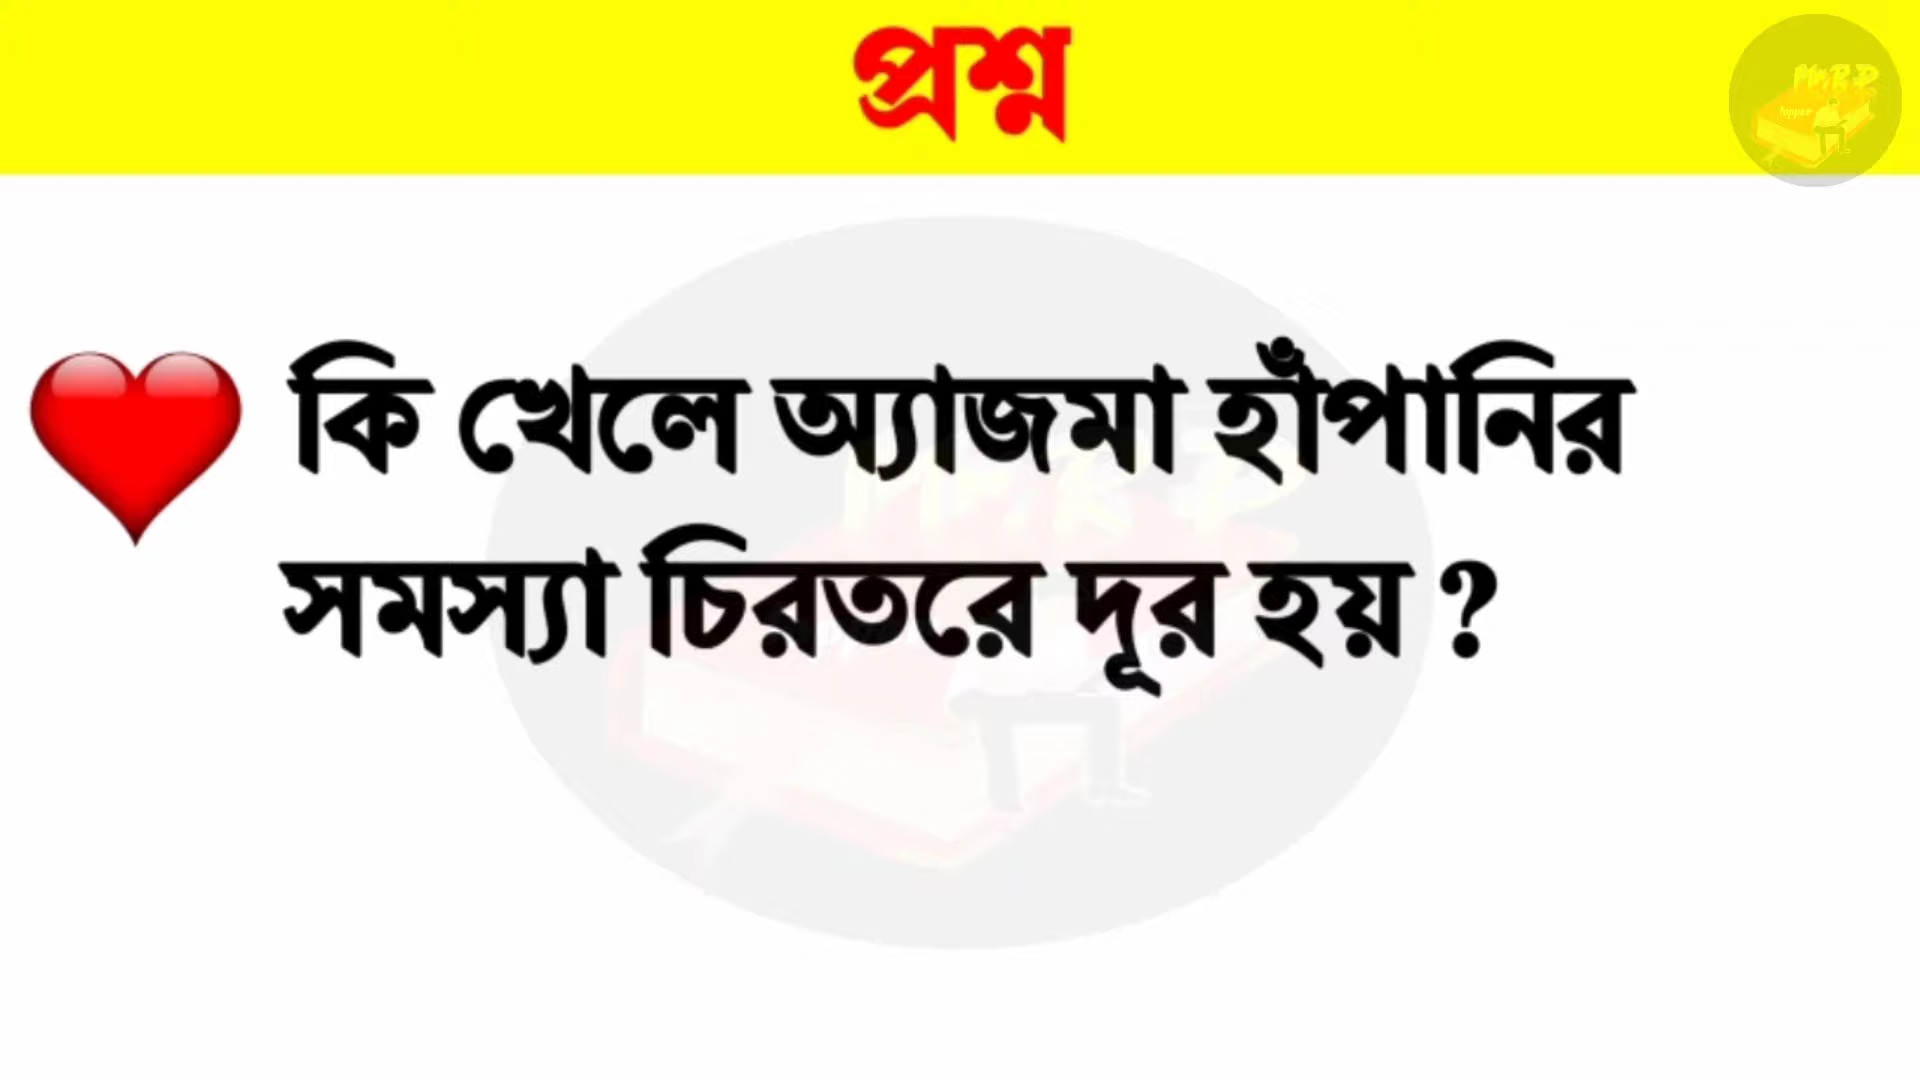 প্রশ্ন
কি খেলে অ্যাজমা হাঁপানির
সমস্যা চিরতরে দূর হয় ?